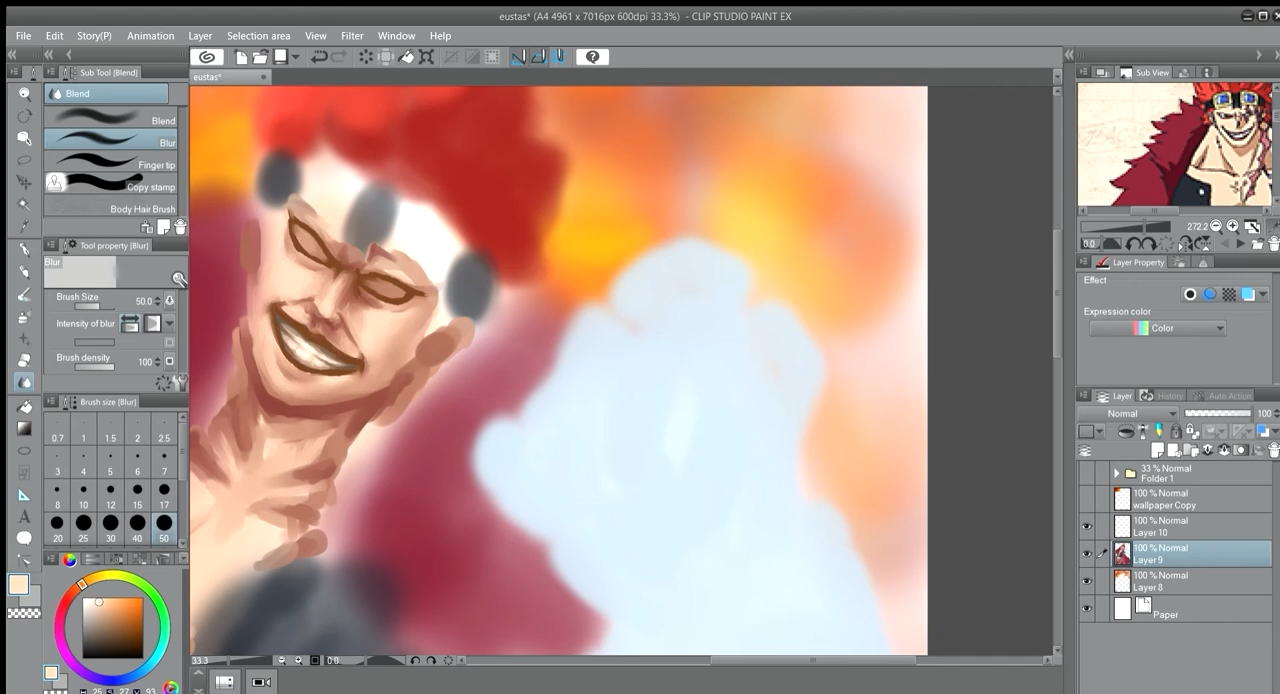 eustas* (A4 4961 x 7016px 600dpi 33.3%) - CLIP STUDIO PAINT EX
File Edit Story(P) Animation Layer Selection area View Filter Window Help
Sub Tool [Blend]
Blend
Blend
Blur
Finger tip
Copy stamp
Body Hair Brush
Tool property [Blur]
Blur
Brush Size 50.0
Intensity of blur
Brush density 100
Brush size [Blur]
0.7 1 1.5 2 2.5
3 4 5 6 7
8 10 12 15 17
20 25 30 40 50
H 25 S 27 V 93
eustas*
33.3 0.0
Sub View
272.2
0.0
Layer Property
Effect
Expression color
Color
Layer History Auto Action
Normal 100
33 % Normal
Folder 1
100 % Normal
wallpaper Copy
100 % Normal
Layer 10
100 % Normal
Layer 9
100 % Normal
Layer 8
Paper